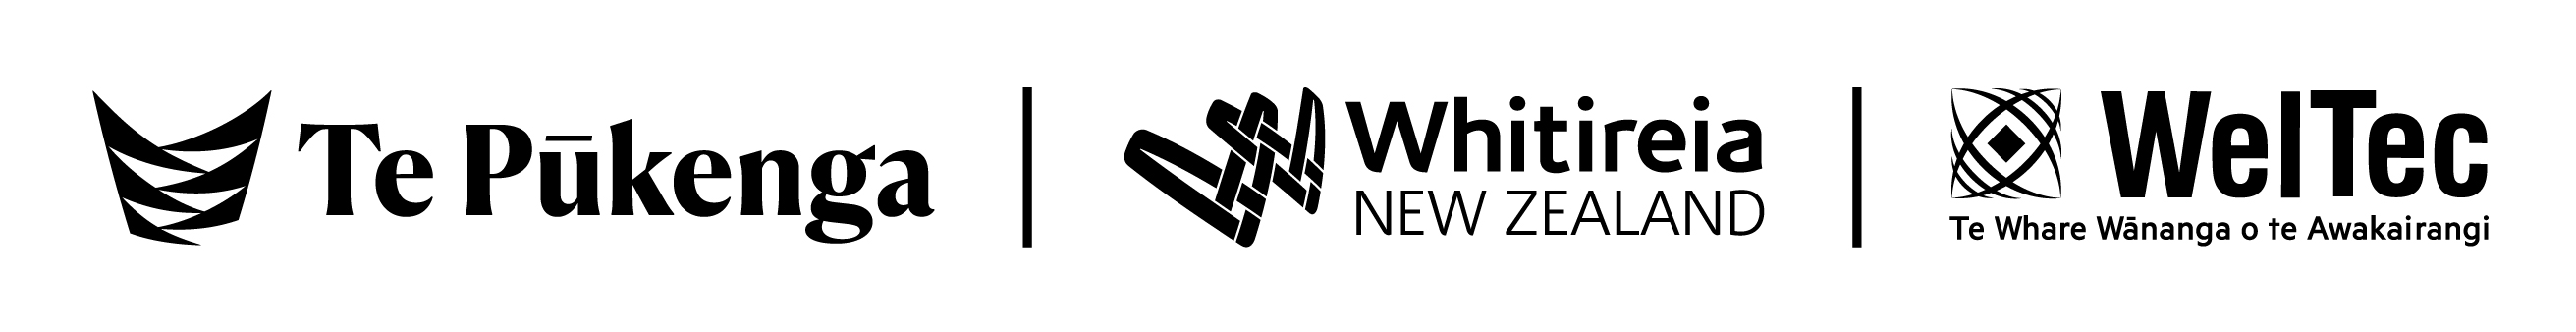 Te Pūkenga
Whitireia
NEW ZEALAND
WelTec
Te Whare Wānanga o te Awakairangi